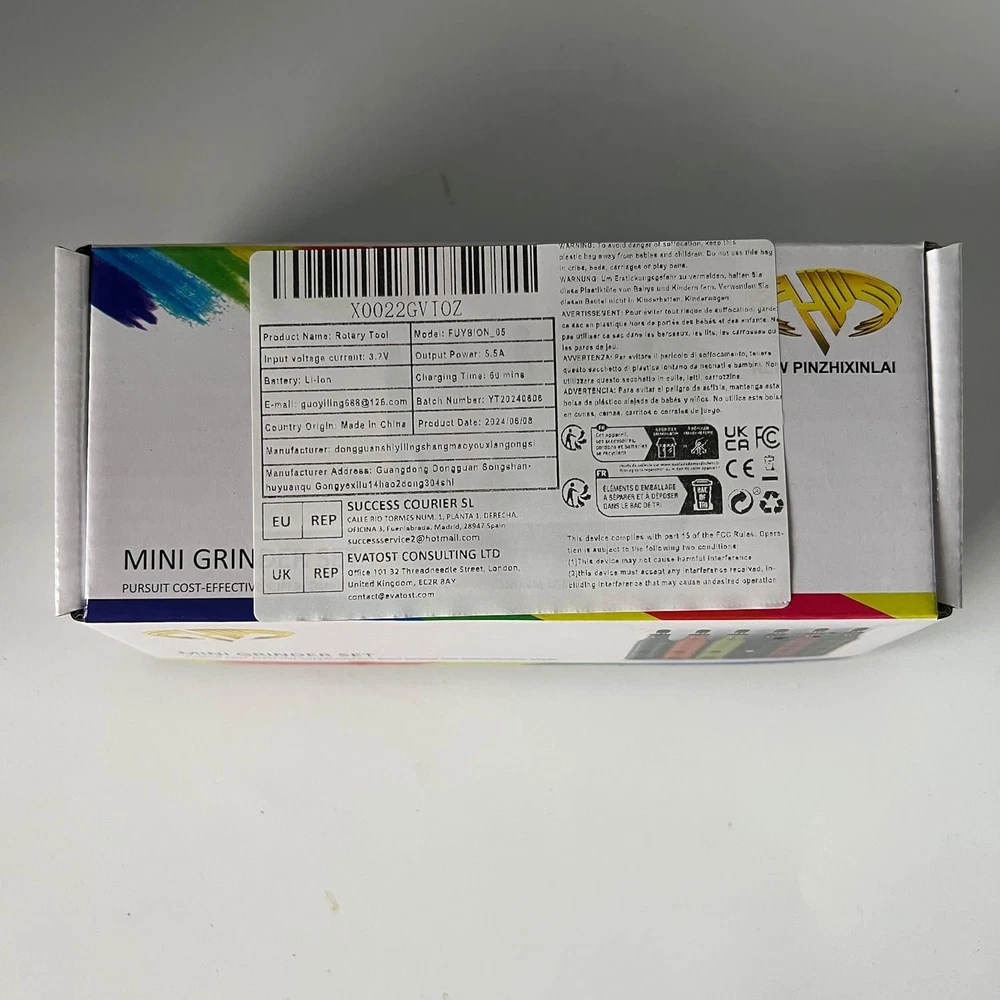 X0022GVIOZ
Product Name: Rotary Tool
Model: FUYSION_05
Input voltage current: 3.7V
Output Power: 5.5A
Battery: Li-ion
Charging Time: 60 mins
E-mail: guoyiling688@126.com
Batch Number: YT20240608
Country Origin: Made in China
Product Date: 2024/06/08
Manufacturer: dongguanshiyilingshangmaoyouxiangongsi
Manufacturer Address: Guangdong Dongguan Songshan-
huyuanqu Gongyexilu14hao2dong304shi
EU REP
SUCCESS COURIER SL
CALLE RIO TORMES NUM. 1, PLANTA 1, DERECHA,
OFICINA 3, Fuenlabrada, Madrid, 28947 Spain
successservice2@hotmail.com
UK REP
EVATOST CONSULTING LTD
Office 101 32 Threadneedle Street, London,
United Kingdom, EC2R 8AY
contact@evatost.com
WARNING: To avoid danger of suffocation, keep this
plastic bag away from babies and children. Do not use this bag
in cribs, beds, carriages or play pens.
WARNUNG: Um Erstickungsgefahr zu vermeiden, halten Sie
diese Plastiktüte von Babys und Kindern fern. Verwenden Sie
diesen Beutel nicht in Kinderbetten, Kinderwagen
AVERTISSEMENT: Pour éviter tout risque de suffocation, garde
ce sac en plastique hors de portée des bébés et des enfants. N
pas utiliser ce sac dans les berceaux, les lits, les carrosses ou
les parcs de jeu.
AVVERTENZA: Per evitare il pericolo di soffocamento, tenere
questo sacchetto di plastica lontano da neonati e bambini. Non
utilizzare questo sacchetto in culle, letti, carrozzine.
ADVERTENCIA: Para evitar el peligro de asfixia, mantenga esta
bolsa de plástico alejada de bebés y niños. No utilice esta bolsa
en cunas, camas, carritos o corrales de juego.
FR
Cet appareil,
ses accessoires,
cordons et batteries
se recyclent
UK
CA
FC
CE
FR
ÉLÉMENTS D'EMBALLAGE
À SÉPARER ET À DÉPOSER
DANS LE BAC DE TRI
BAC
DE
TRI
This device complies with part 15 of the FCC Rules. Opera-
tion is subject to the following two conditions:
(1)This device may not cause harmful interference
(2)this device must accept any interference received, in-
cluding interference that may cause undesired operation
W PINZHIXINLAI
MINI GRIN
PURSUIT COST-EFFECTIV
MINI GRINDER SET